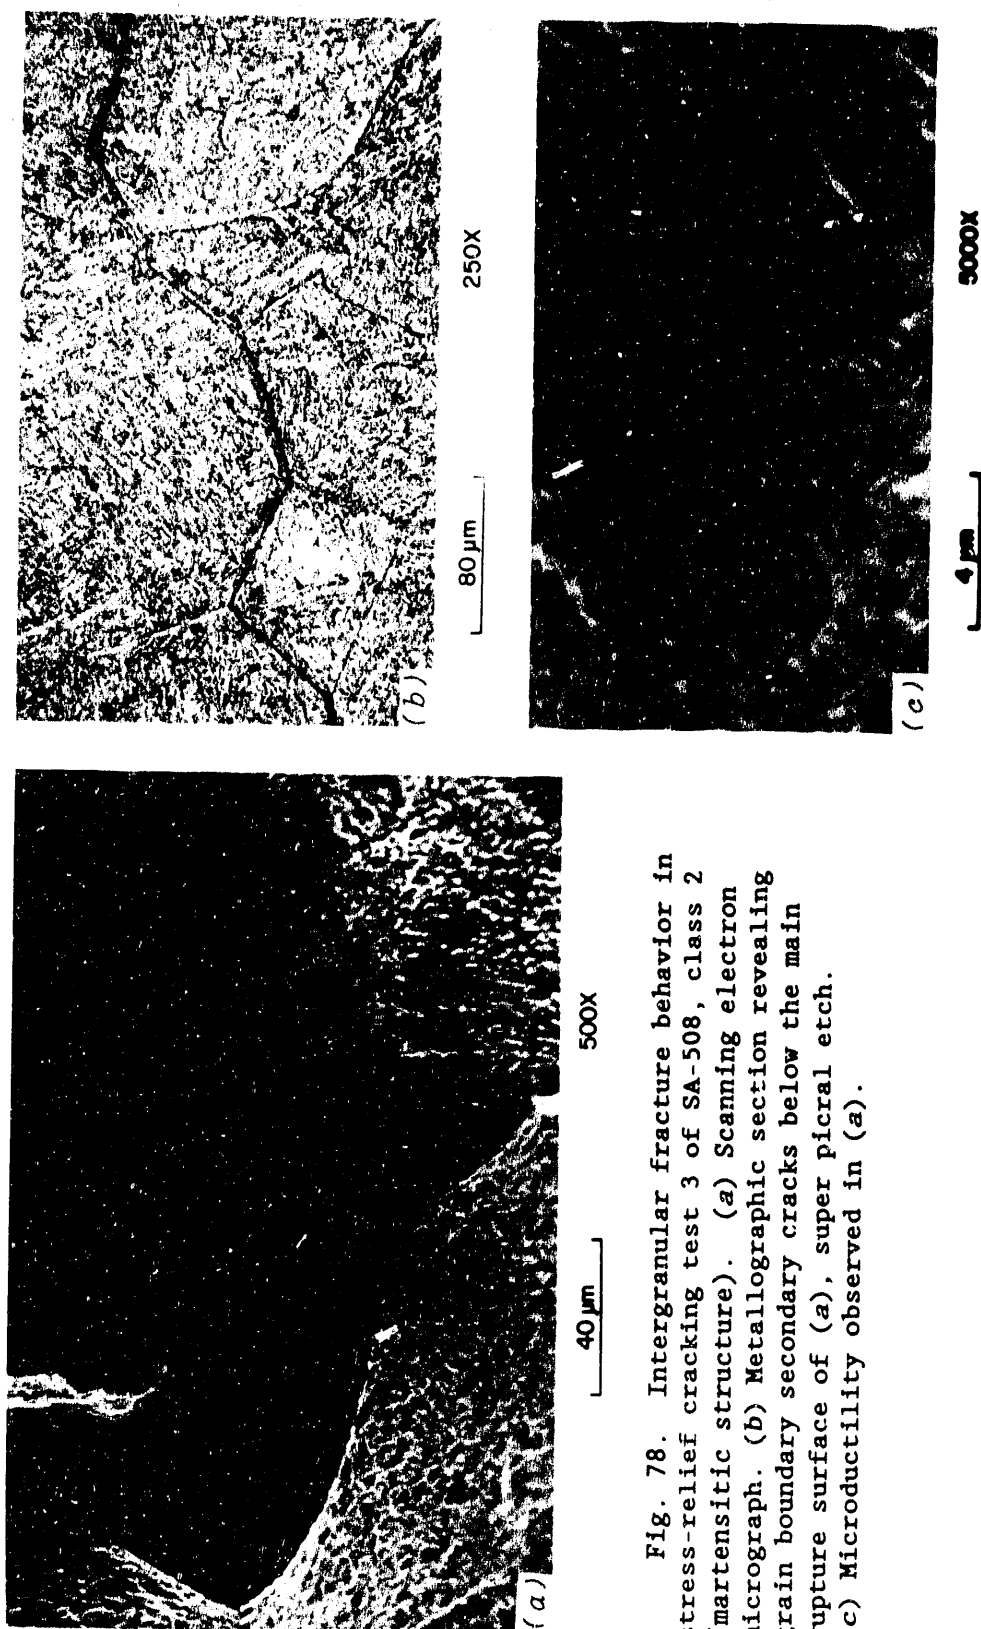 (a)
40 µm
500X
(b)
80 µm
250X
(c)
4 µm
5000X
Fig. 78. Intergranular fracture behavior in
stress-relief cracking test 3 of SA-508, class 2
martensitic structure). (a) Scanning electron
micrograph. (b) Metallographic section revealing
grain boundary secondary cracks below the main
rupture surface of (a), super picral etch.
c) Microductility observed in (a).